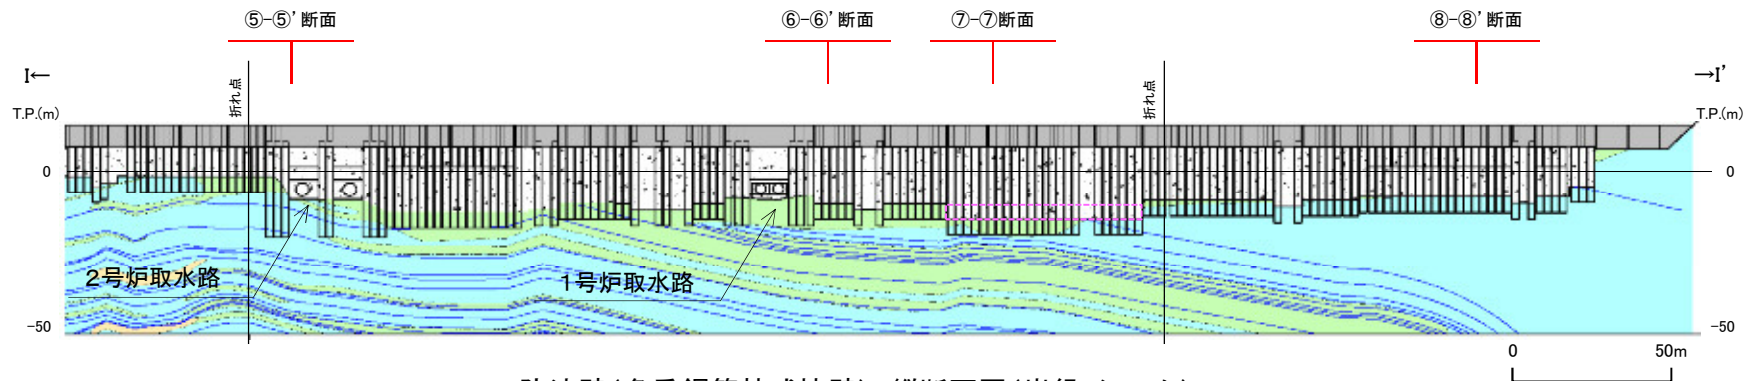 ⑤-⑤’断面
⑥-⑥’断面
⑦-⑦断面
⑧-⑧’断面
I←
→I’
折れ点
折れ点
T.P.(m)
T.P.(m)
0
0
2号炉取水路
1号炉取水路
-50
-50
0
50m